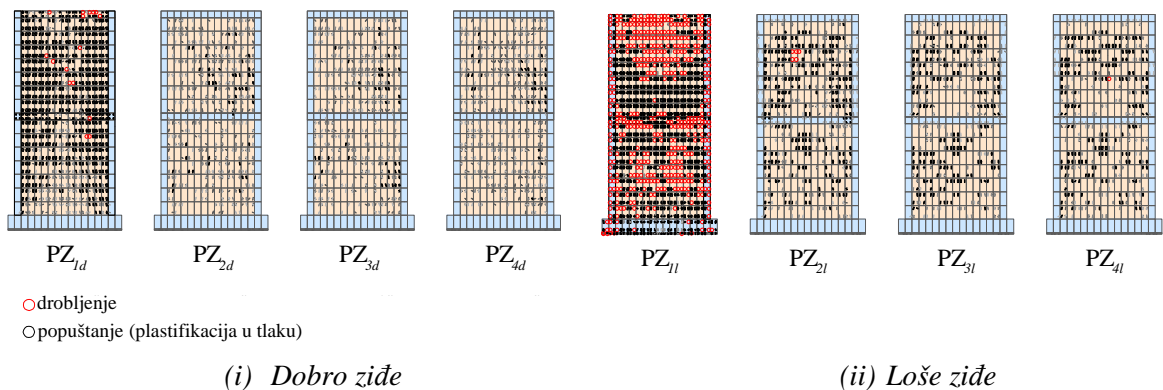 PZ1d PZ2d PZ3d PZ4d PZ1l PZ2l PZ3l PZ4l
drobljenje
popuštanje (plastifikacija u tlaku)
(i) Dobro ziđe (ii) Loše ziđe